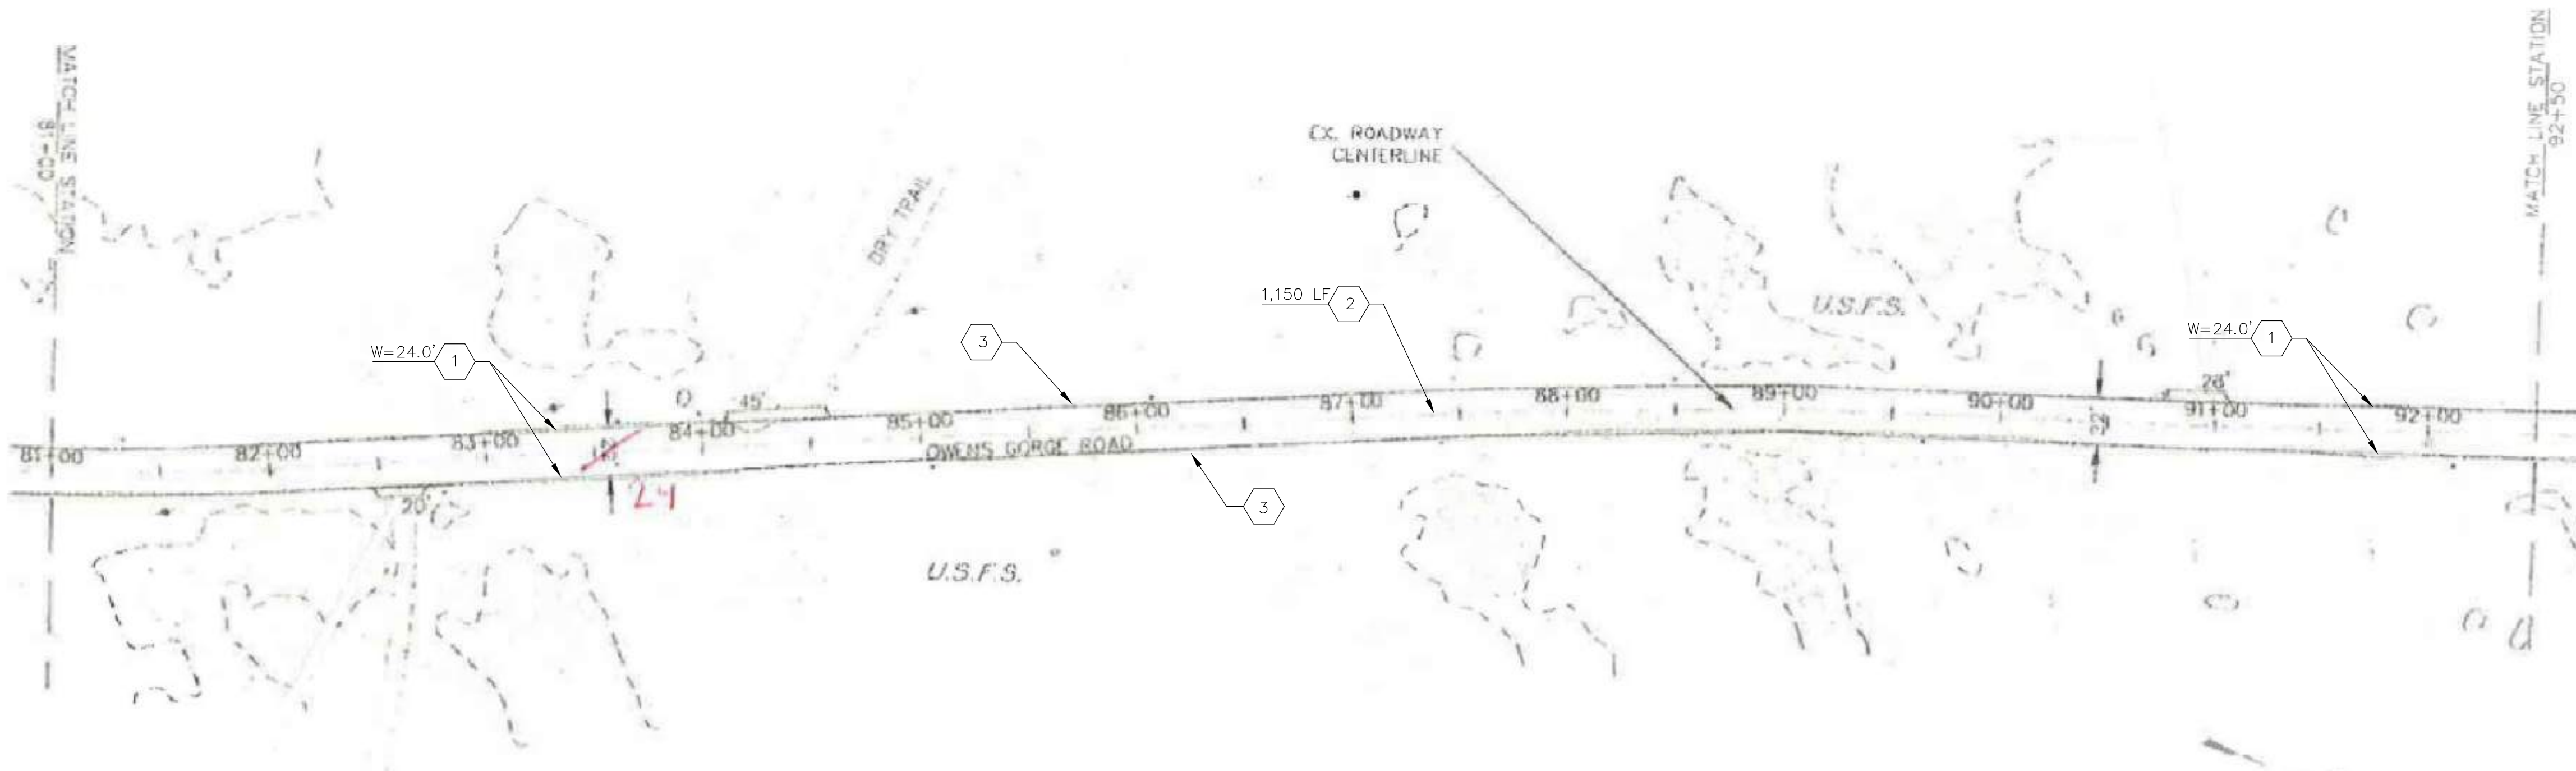 MATCH LINE STATION
81+00
MATCH LINE STATION
92+50
EX. ROADWAY
CENTERLINE
DRY TRAIL
1,150 LF 2
U.S.F.S.
3
W=24.0' 1
W=24.0' 1
45'
28'
81+00
82+00
83+00
84+00
85+00
86+00
87+00
88+00
89+00
90+00
91+00
92+00
22'
OWENS GORGE ROAD
24
20'
3
U.S.F.S.